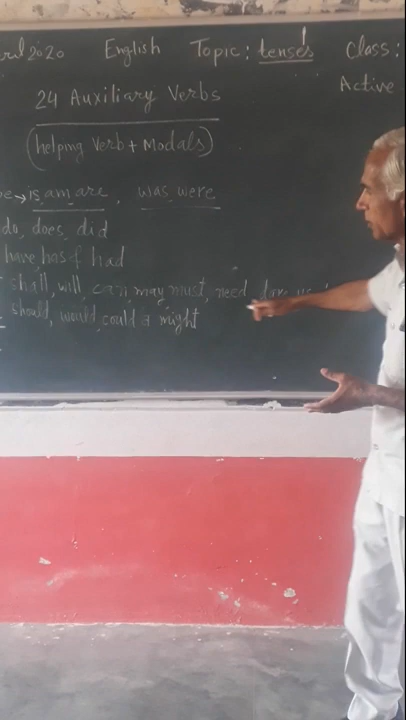 2020 English Topic: tenses Class:
Active
24 Auxiliary Verbs
(helping Verb + Modals)
is am are, was were
do, does, did
have, has & had
shall, will, can, may must, need
should, would, could & might